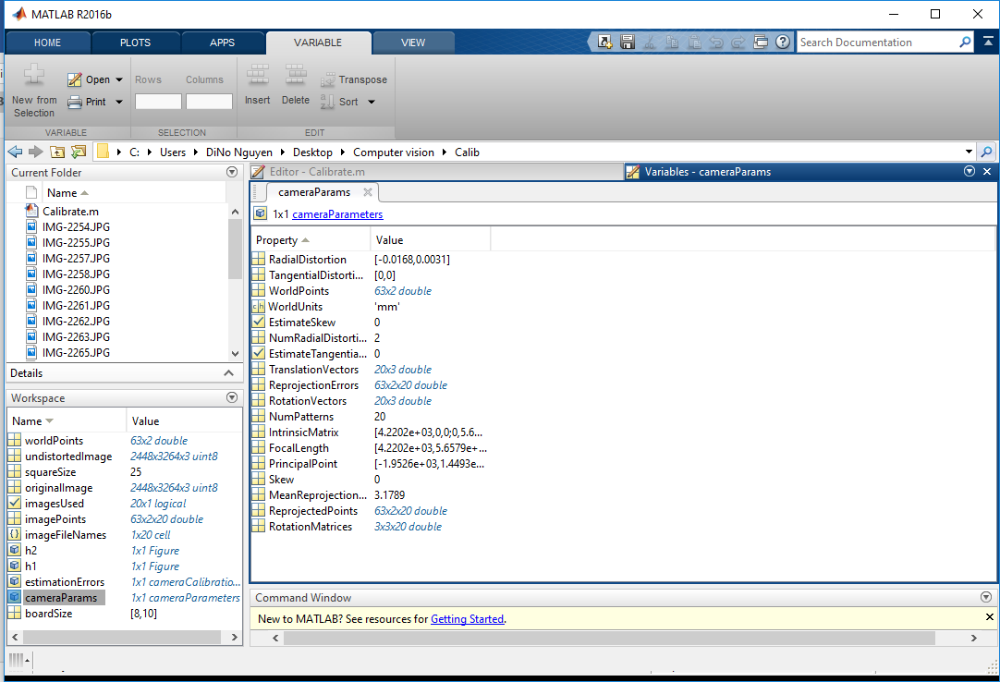 MATLAB R2016b
HOME PLOTS APPS VARIABLE VIEW Search Documentation
New from Selection Open Print Rows Columns Insert Delete Transpose Sort
VARIABLE SELECTION EDIT
C: Users DiNo Nguyen Desktop Computer vision Calib
Current Folder
Name
Calibrate.m
IMG-2254.JPG
IMG-2255.JPG
IMG-2257.JPG
IMG-2258.JPG
IMG-2260.JPG
IMG-2261.JPG
IMG-2262.JPG
IMG-2263.JPG
IMG-2265.JPG
Details
Workspace
Name Value
worldPoints 63x2 double
undistortedImage 2448x3264x3 uint8
squareSize 25
originalImage 2448x3264x3 uint8
imagesUsed 20x1 logical
imagePoints 63x2x20 double
imageFileNames 1x20 cell
h2 1x1 Figure
h1 1x1 Figure
estimationErrors 1x1 cameraCalibratio...
cameraParams 1x1 cameraParameters
boardSize [8,10]
Editor - Calibrate.m Variables - cameraParams
cameraParams
1x1 cameraParameters
Property Value
RadialDistortion [-0.0168,0.0031]
TangentialDistorti... [0,0]
WorldPoints 63x2 double
WorldUnits 'mm'
EstimateSkew 0
NumRadialDistorti... 2
EstimateTangentia... 0
TranslationVectors 20x3 double
ReprojectionErrors 63x2x20 double
RotationVectors 20x3 double
NumPatterns 20
IntrinsicMatrix [4.2202e+03,0,0;0,5.6...
FocalLength [4.2202e+03,5.6579e+...
PrincipalPoint [-1.9526e+03,1.4493e...
Skew 0
MeanReprojection... 3.1789
ReprojectedPoints 63x2x20 double
RotationMatrices 3x3x20 double
Command Window
New to MATLAB? See resources for Getting Started.